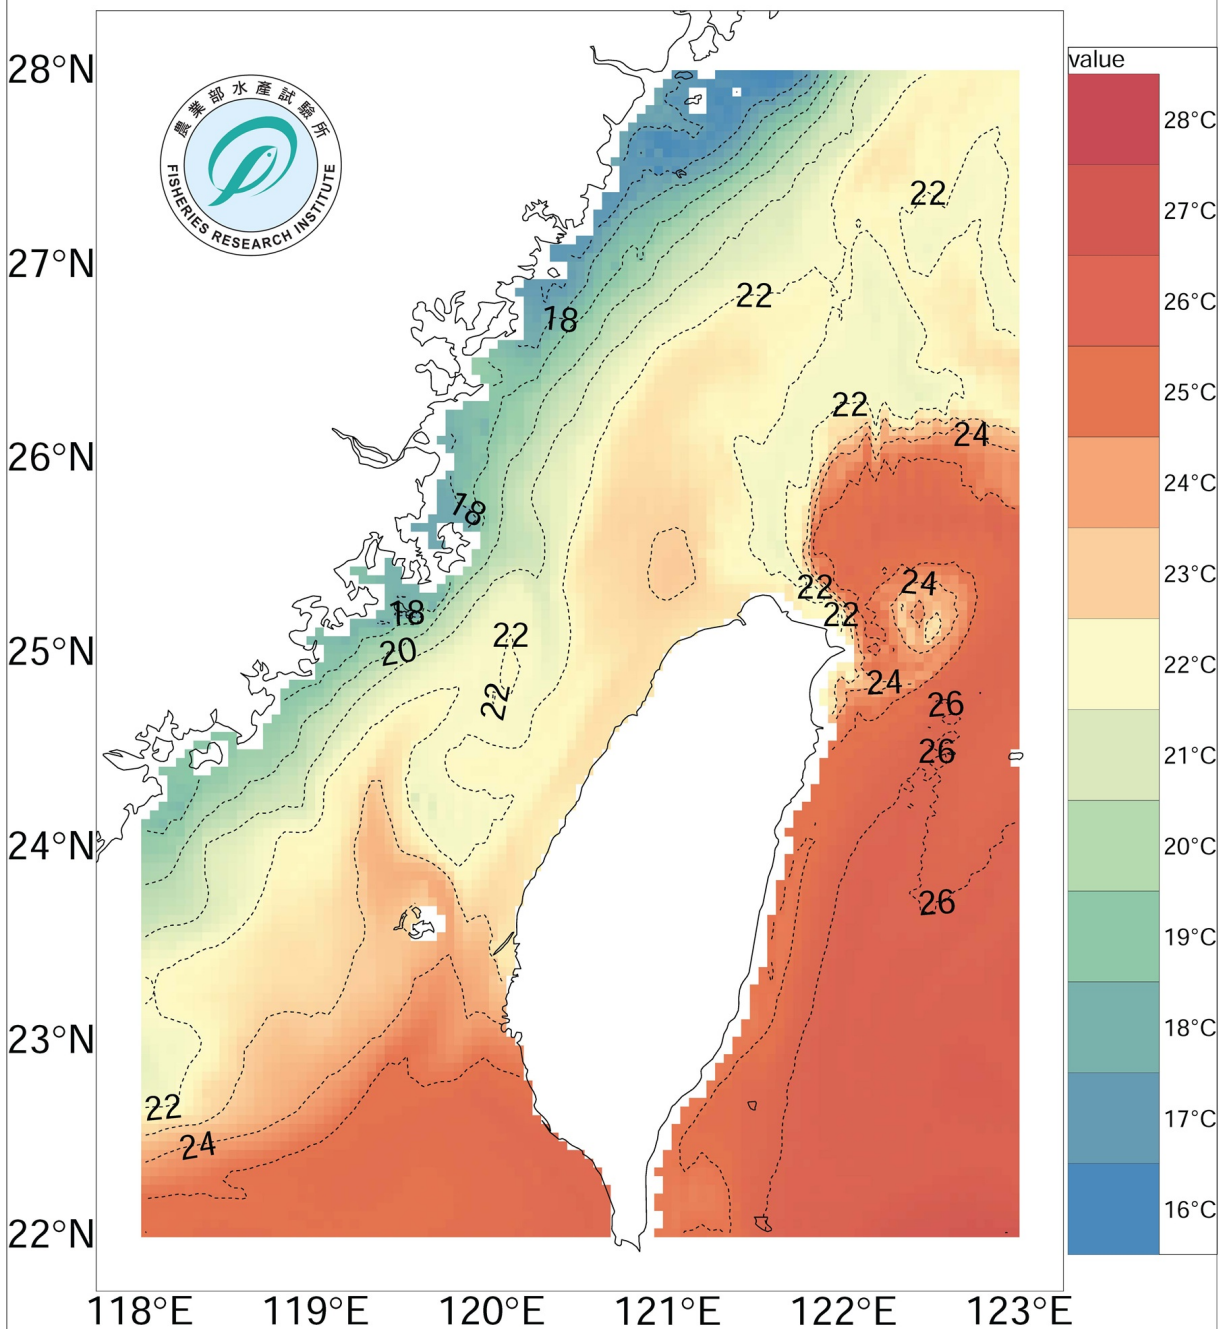 28°N
27°N
26°N
25°N
24°N
23°N
22°N
118°E 119°E 120°E 121°E 122°E 123°E
農業部水產試驗所
FISHERIES RESEARCH INSTITUTE
22
22
18
22
24
18
22
24
18
22
22
20
22
24
26
26
26
22
24
value
28°C
27°C
26°C
25°C
24°C
23°C
22°C
21°C
20°C
19°C
18°C
17°C
16°C